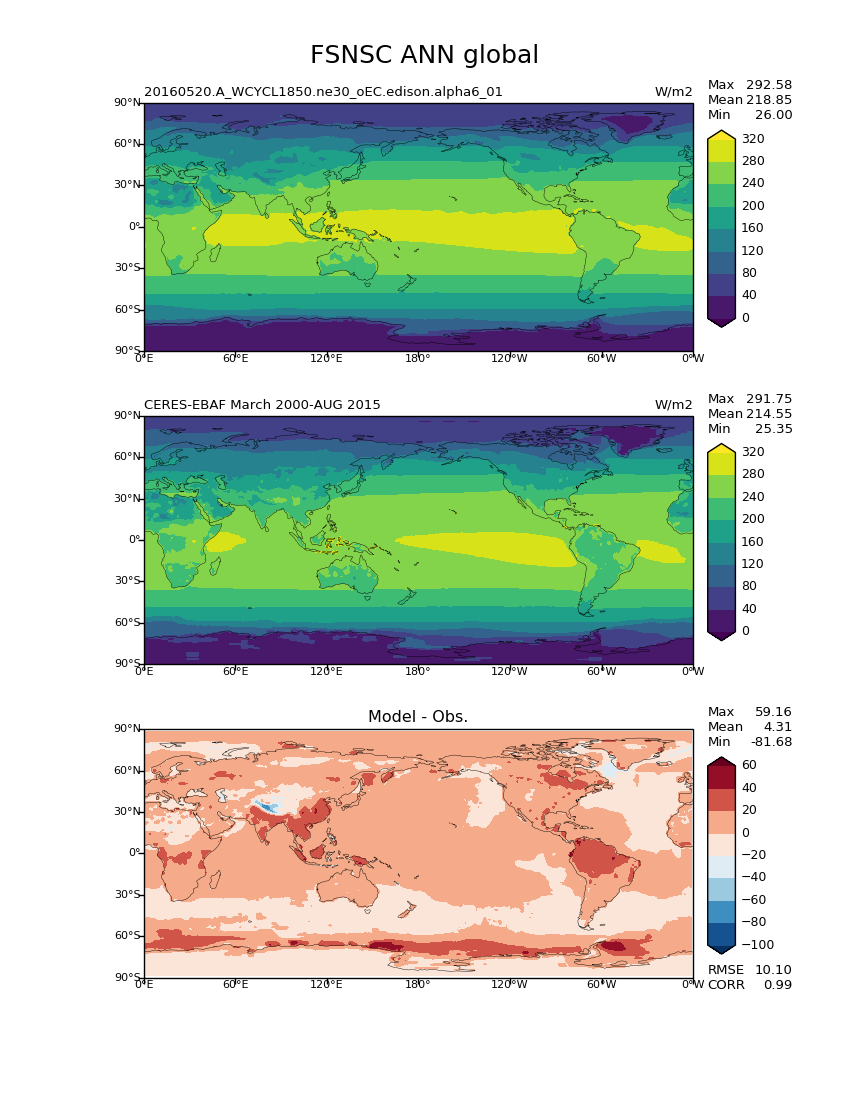 FSNSC ANN global
20160520.A_WCYCL1850.ne30_oEC.edison.alpha6_01 W/m2
Max 292.58
Mean 218.85
Min 26.00
90°N
60°N
30°N
0°
30°S
60°S
90°S
0°E 60°E 120°E 180° 120°W 60°W 0°W
320
280
240
200
160
120
80
40
0
CERES-EBAF March 2000-AUG 2015 W/m2
Max 291.75
Mean 214.55
Min 25.35
90°N
60°N
30°N
0°
30°S
60°S
90°S
0°E 60°E 120°E 180° 120°W 60°W 0°W
320
280
240
200
160
120
80
40
0
Model - Obs.
Max 59.16
Mean 4.31
Min -81.68
90°N
60°N
30°N
0°
30°S
60°S
90°S
0°E 60°E 120°E 180° 120°W 60°W 0°W
60
40
20
0
−20
−40
−60
−80
−100
RMSE 10.10
CORR 0.99